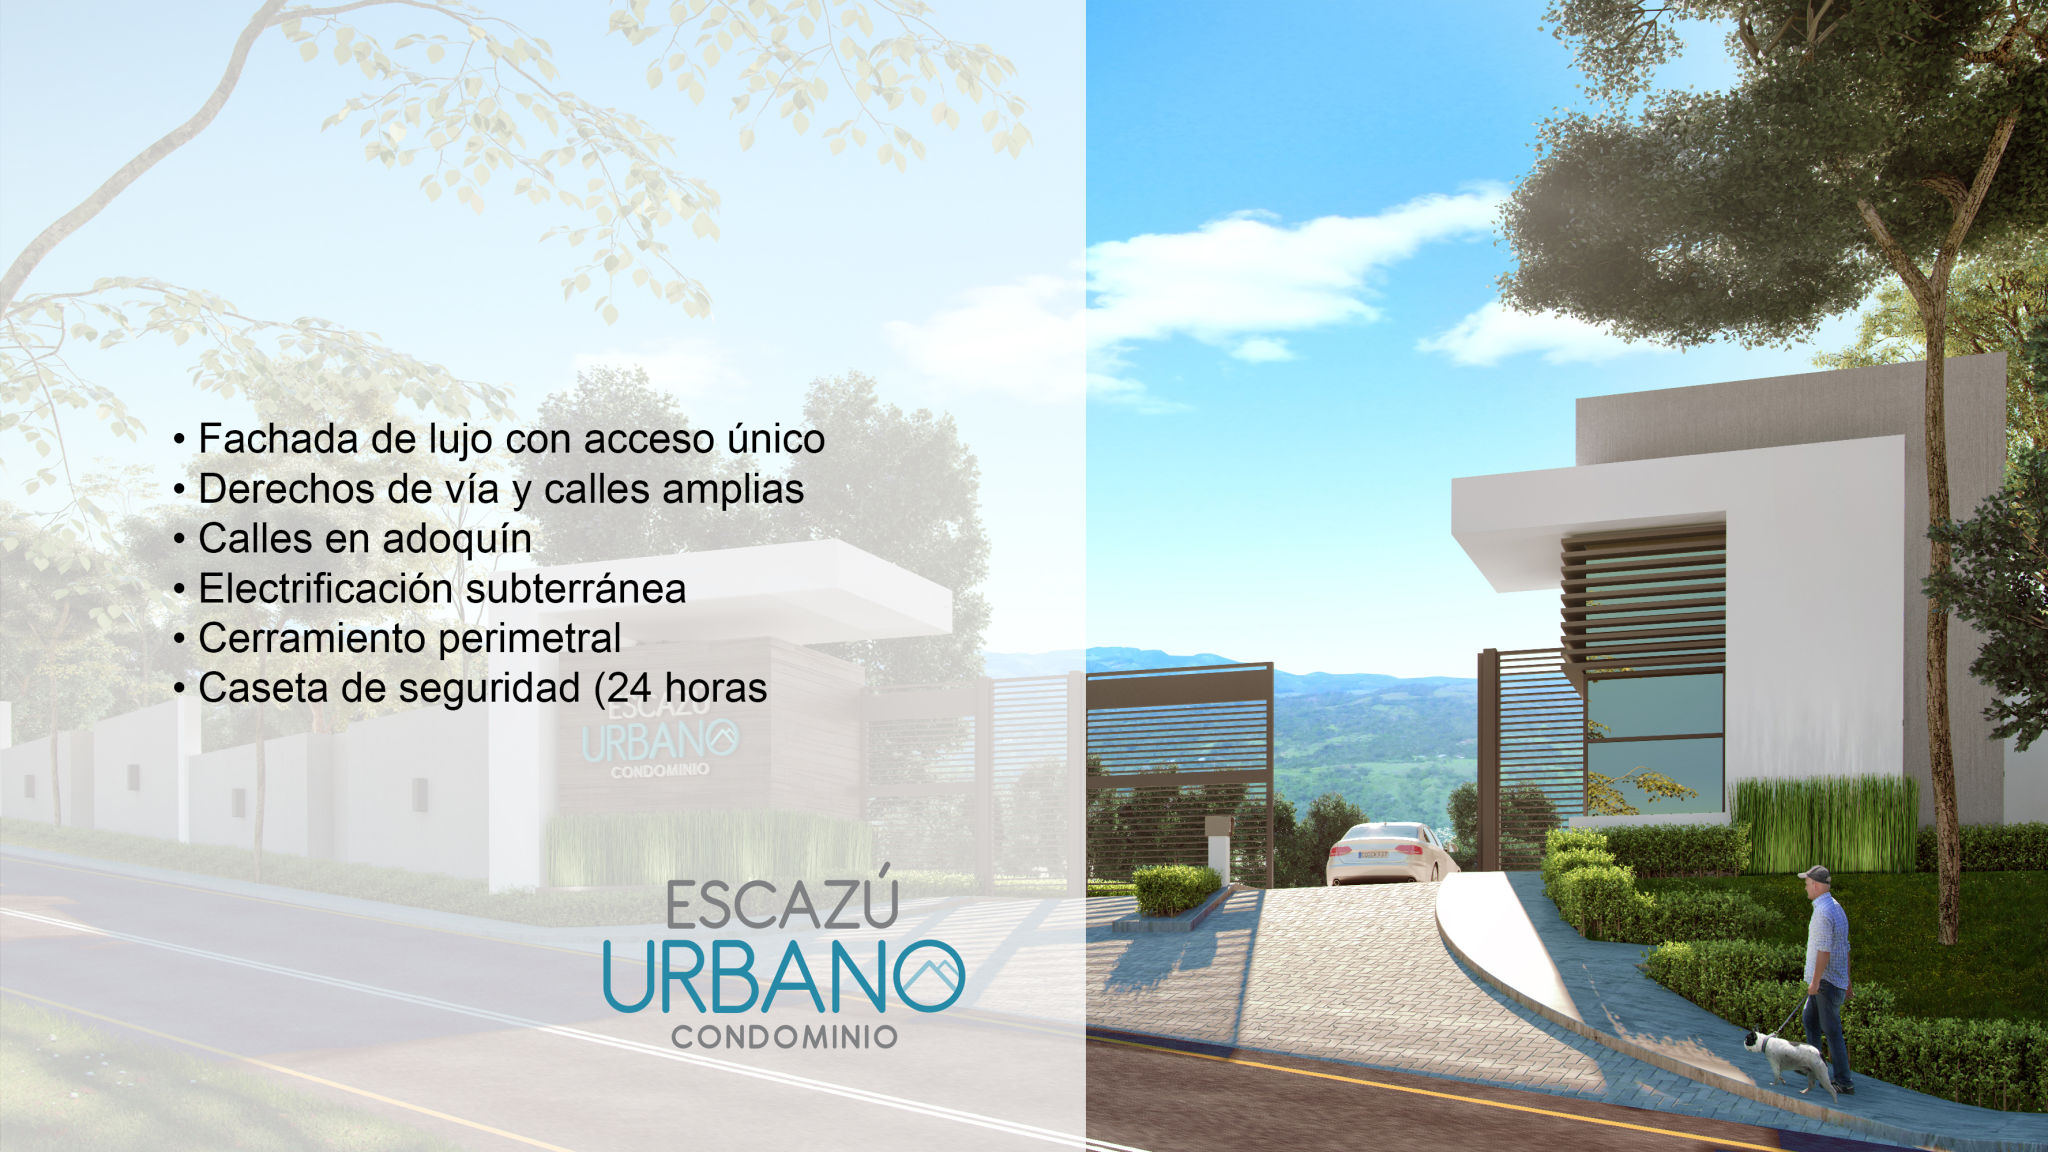 • Fachada de lujo con acceso único
• Derechos de vía y calles amplias
• Calles en adoquín
• Electrificación subterránea
• Cerramiento perimetral
• Caseta de seguridad (24 horas
ESCAZÚ
URBANO
CONDOMINIO
ESCAZÚ
URBANO
CONDOMINIO